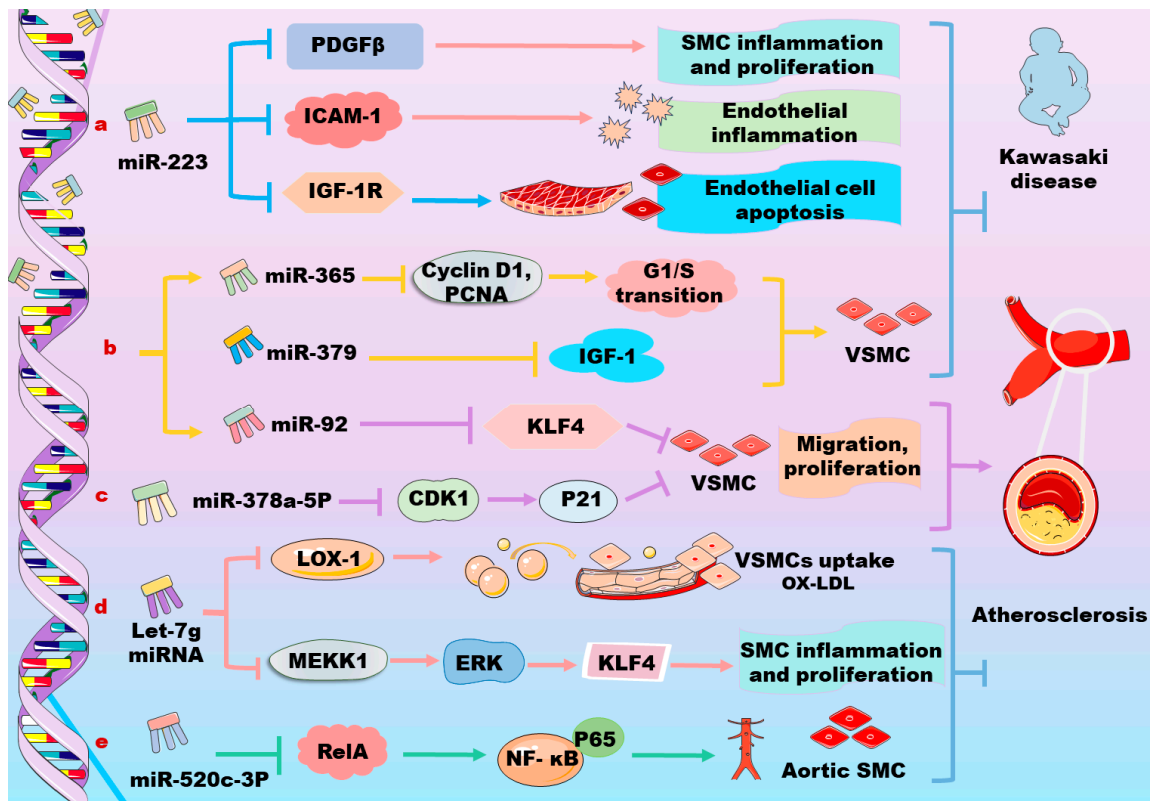 a
miR-223
PDGFβ
SMC inflammation
and proliferation
ICAM-1
Endothelial
inflammation
IGF-1R
Endothelial cell
apoptosis
Kawasaki
disease
b
miR-365
Cyclin D1,
PCNA
G1/S
transition
miR-379
IGF-1
VSMC
miR-92
KLF4
VSMC
Migration,
proliferation
c
miR-378a-5P
CDK1
P21
d
Let-7g
miRNA
LOX-1
VSMCs uptake
OX-LDL
MEKK1
ERK
KLF4
SMC inflammation
and proliferation
Atherosclerosis
e
miR-520c-3P
RelA
NF- κB
P65
Aortic SMC